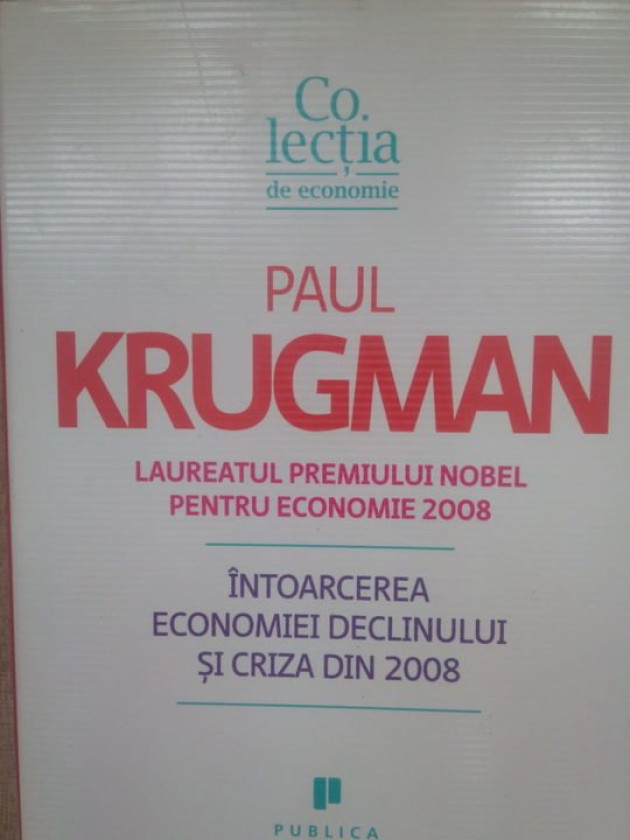 Co.
lecția
de economie
PAUL
KRUGMAN
LAUREATUL PREMIULUI NOBEL
PENTRU ECONOMIE 2008
ÎNTOARCEREA
ECONOMIEI DECLINULUI
ȘI CRIZA DIN 2008
PUBLICA